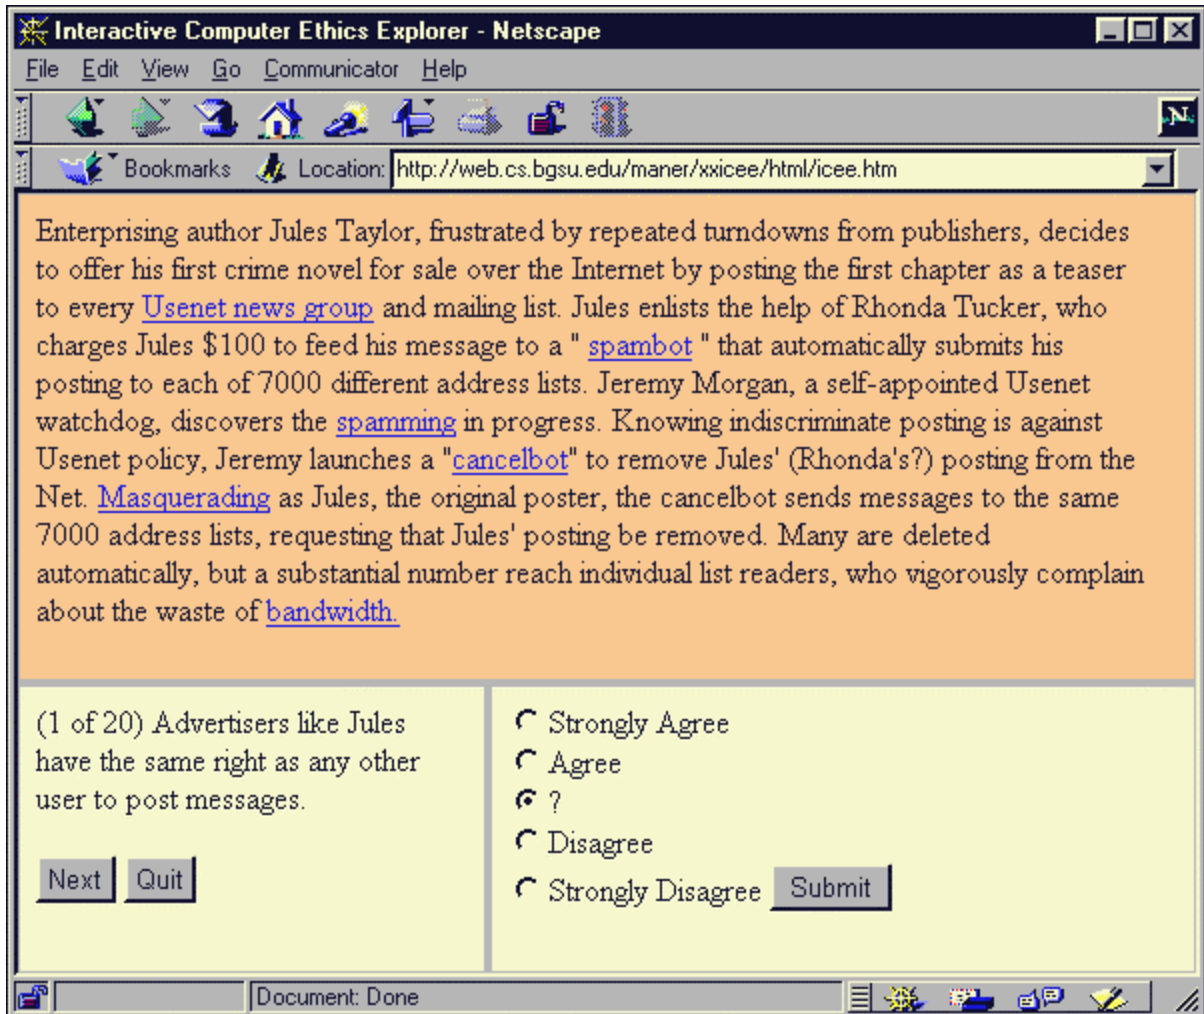 Interactive Computer Ethics Explorer - Netscape
File Edit View Go Communicator Help
N
Bookmarks Location: http://web.cs.bgsu.edu/maner/xxicee/html/icee.htm
Enterprising author Jules Taylor, frustrated by repeated turndowns from publishers, decides
to offer his first crime novel for sale over the Internet by posting the first chapter as a teaser
to every Usenet news group and mailing list. Jules enlists the help of Rhonda Tucker, who
charges Jules $100 to feed his message to a " spambot " that automatically submits his
posting to each of 7000 different address lists. Jeremy Morgan, a self-appointed Usenet
watchdog, discovers the spamming in progress. Knowing indiscriminate posting is against
Usenet policy, Jeremy launches a "cancelbot" to remove Jules' (Rhonda's?) posting from the
Net. Masquerading as Jules, the original poster, the cancelbot sends messages to the same
7000 address lists, requesting that Jules' posting be removed. Many are deleted
automatically, but a substantial number reach individual list readers, who vigorously complain
about the waste of bandwidth.
(1 of 20) Advertisers like Jules
have the same right as any other
user to post messages.
Next Quit
Strongly Agree
Agree
?
Disagree
Strongly Disagree Submit
Document: Done